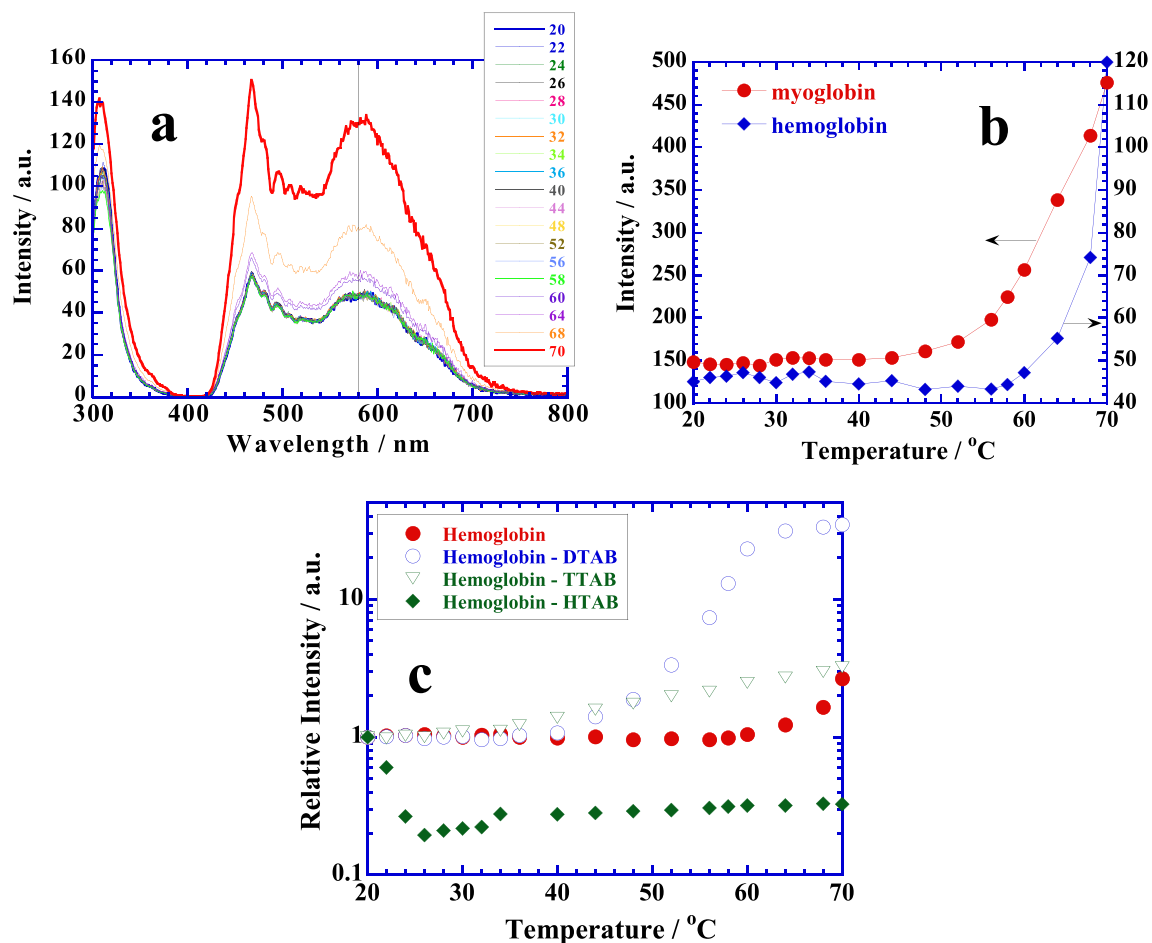 20
22
24
26
28
30
32
34
36
40
44
48
52
56
58
60
64
68
70
160
140
120
100
80
60
40
20
0
300 400 500 600 700 800
Wavelength / nm
Intensity / a.u.
a
500
450
400
350
300
250
200
150
100
120
110
100
90
80
70
60
50
40
20 30 40 50 60 70
Temperature / °C
Intensity / a.u.
myoglobin
hemoglobin
b
Hemoglobin
Hemoglobin - DTAB
Hemoglobin - TTAB
Hemoglobin - HTAB
c
10
1
0.1
20 30 40 50 60 70
Relative Intensity / a.u.
Temperature / °C